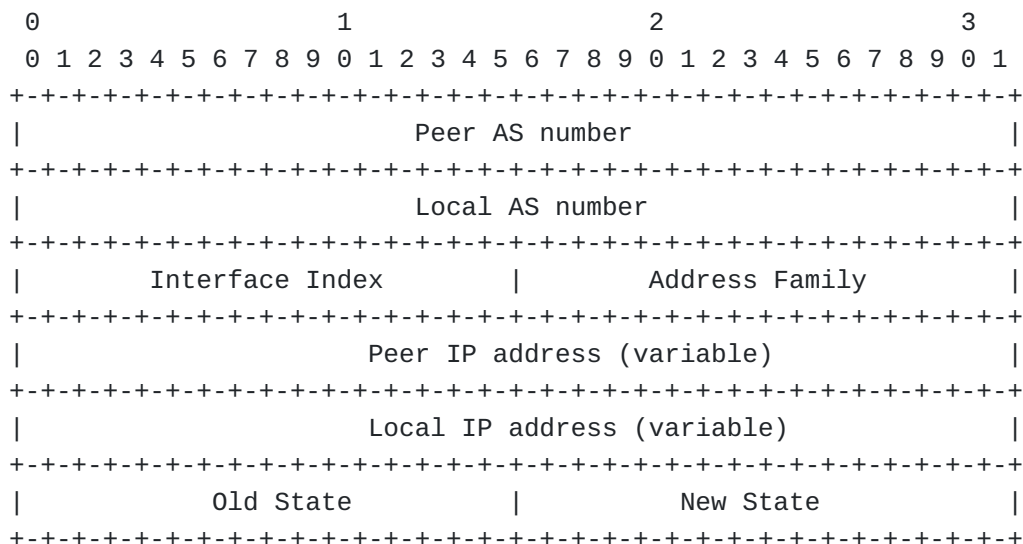 0                   1                   2                   3
 0 1 2 3 4 5 6 7 8 9 0 1 2 3 4 5 6 7 8 9 0 1 2 3 4 5 6 7 8 9 0 1
+-+-+-+-+-+-+-+-+-+-+-+-+-+-+-+-+-+-+-+-+-+-+-+-+-+-+-+-+-+-+-+-+
|                         Peer AS number                        |
+-+-+-+-+-+-+-+-+-+-+-+-+-+-+-+-+-+-+-+-+-+-+-+-+-+-+-+-+-+-+-+-+
|                         Local AS number                       |
+-+-+-+-+-+-+-+-+-+-+-+-+-+-+-+-+-+-+-+-+-+-+-+-+-+-+-+-+-+-+-+-+
|        Interface Index        |        Address Family         |
+-+-+-+-+-+-+-+-+-+-+-+-+-+-+-+-+-+-+-+-+-+-+-+-+-+-+-+-+-+-+-+-+
|                      Peer IP address (variable)               |
+-+-+-+-+-+-+-+-+-+-+-+-+-+-+-+-+-+-+-+-+-+-+-+-+-+-+-+-+-+-+-+-+
|                      Local IP address (variable)              |
+-+-+-+-+-+-+-+-+-+-+-+-+-+-+-+-+-+-+-+-+-+-+-+-+-+-+-+-+-+-+-+-+
|            Old State          |          New State            |
+-+-+-+-+-+-+-+-+-+-+-+-+-+-+-+-+-+-+-+-+-+-+-+-+-+-+-+-+-+-+-+-+